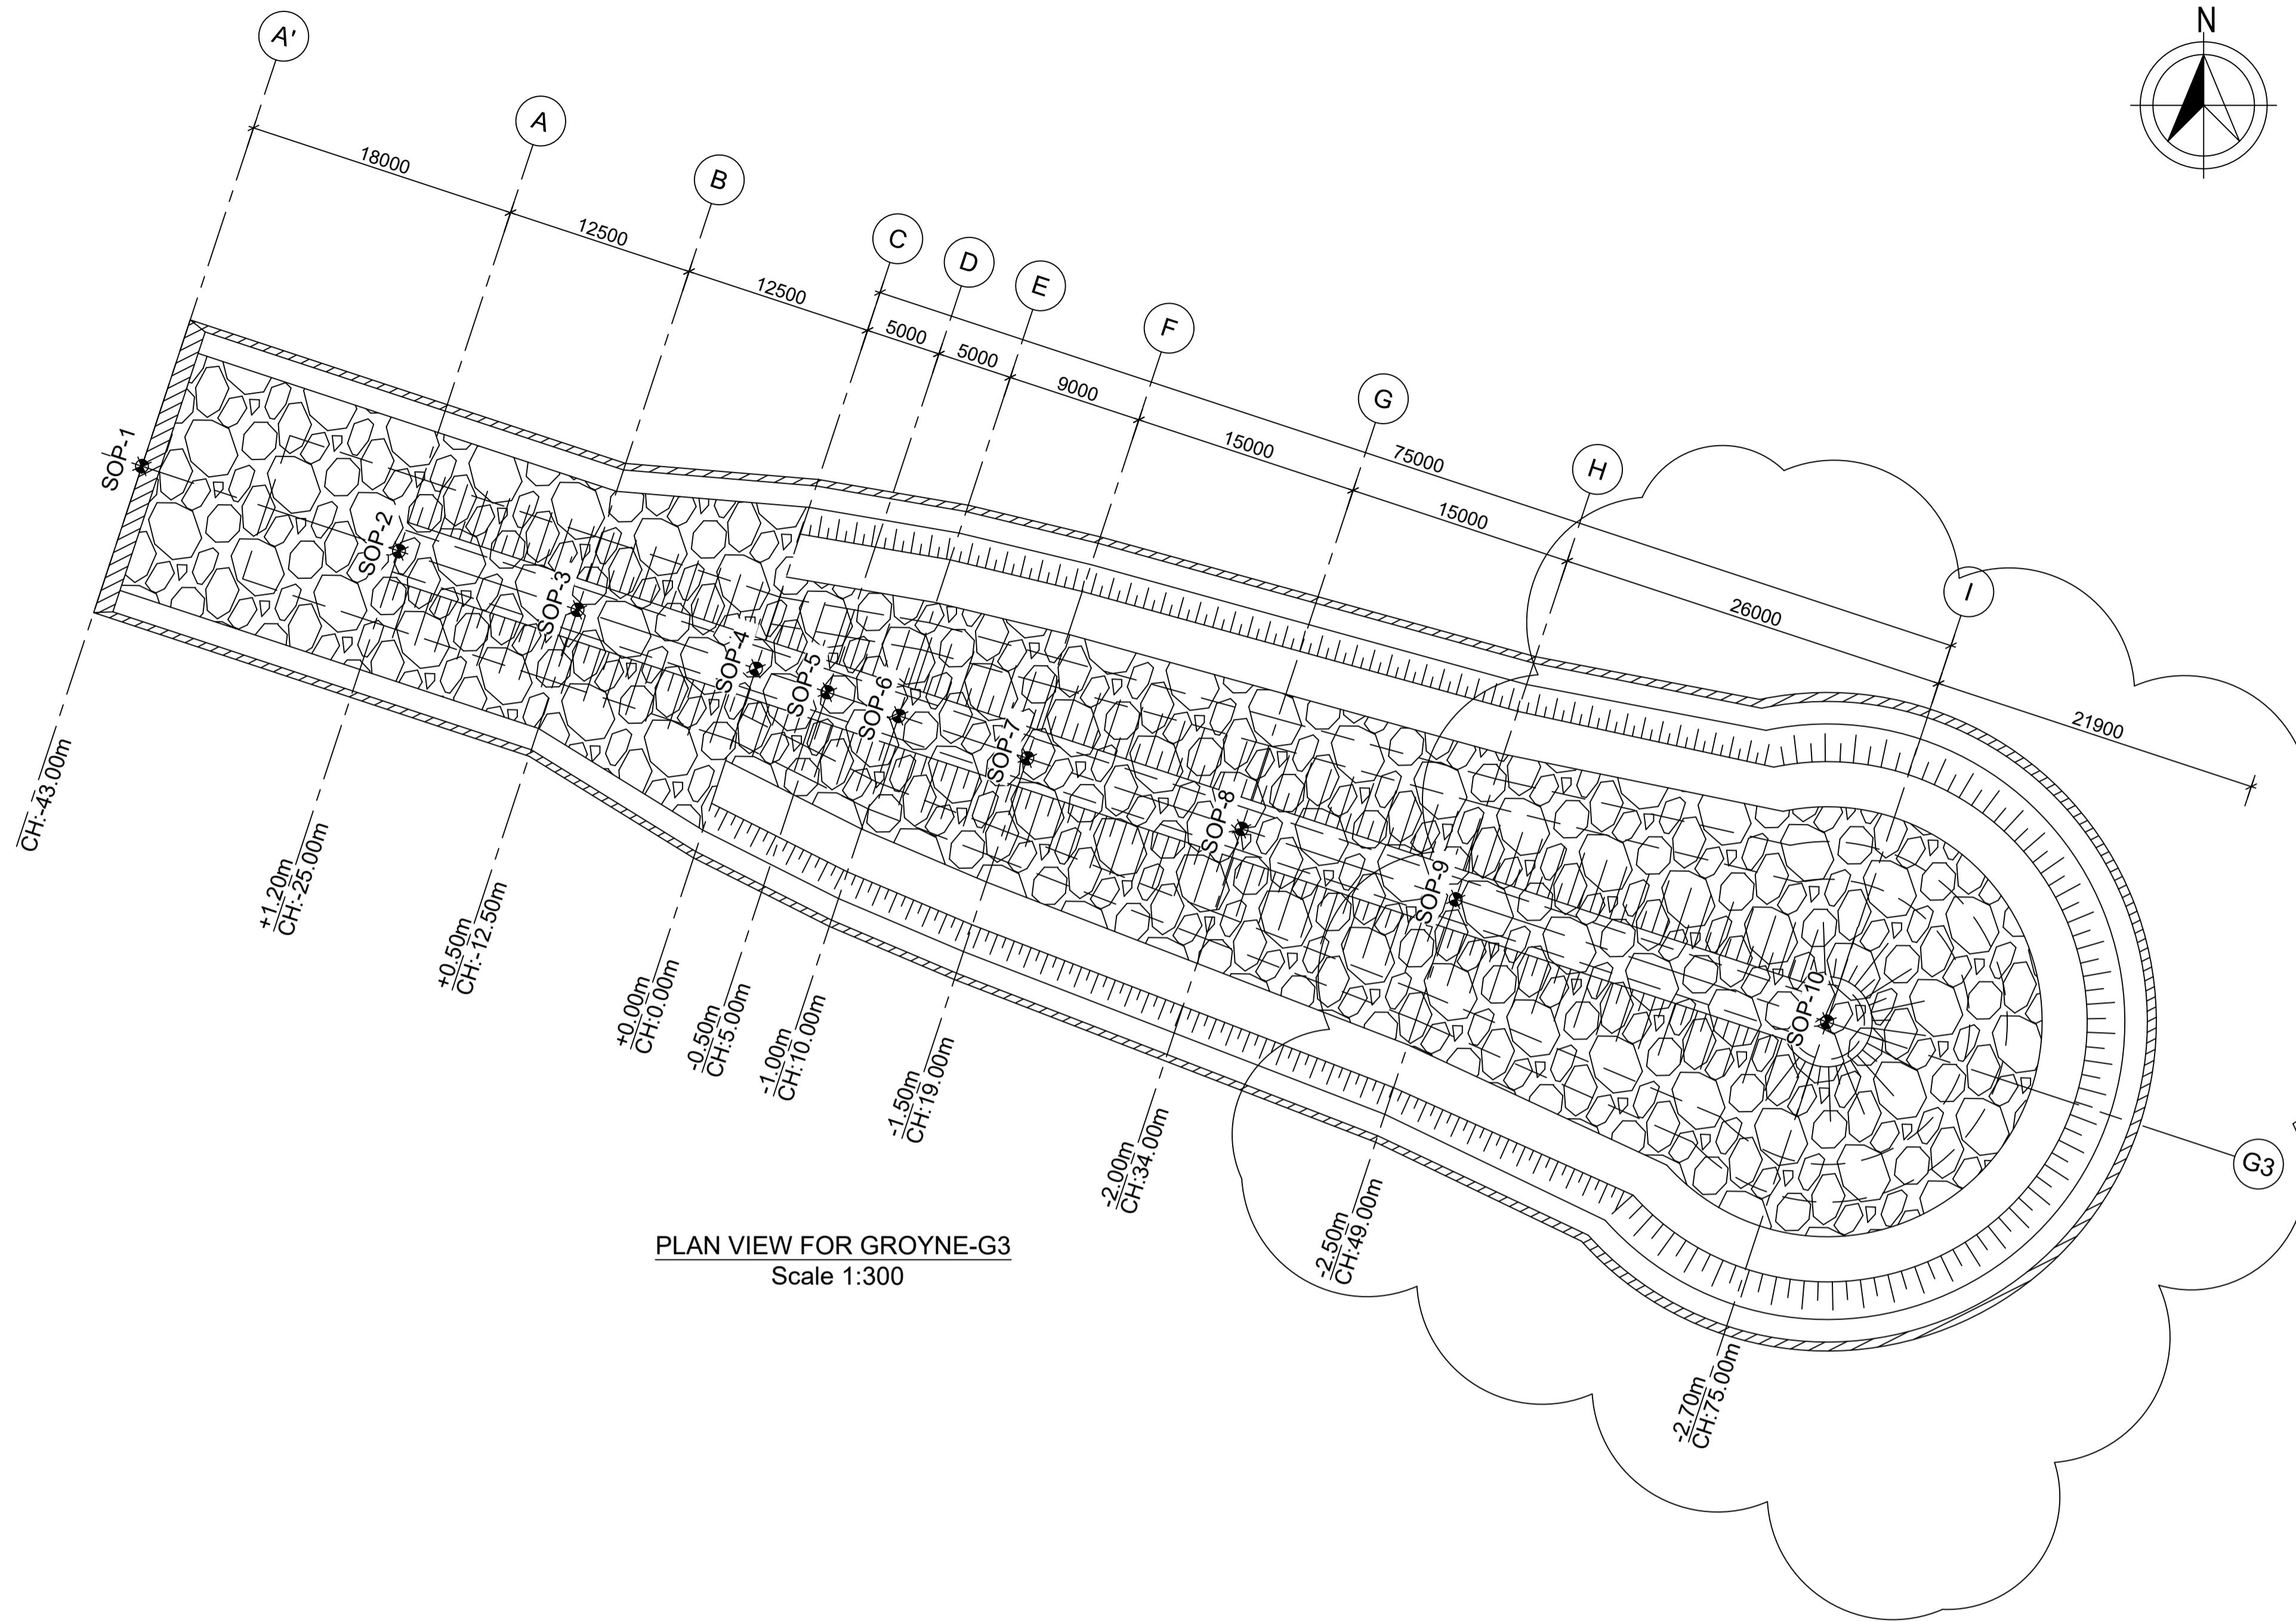 N
A'
A
B
C
D
E
F
G
H
I
G3
18000
12500
12500
5000
5000
9000
15000
75000
15000
26000
21900
SOP-1
SOP-2
SOP-3
SOP-4
SOP-5
SOP-6
SOP-7
SOP-8
SOP-9
SOP-10
CH:-43.00m
+1.20m
CH:-25.00m
+0.50m
CH:-12.50m
+0.00m
CH:0.00m
-0.50m
CH:5.00m
-1.00m
CH:10.00m
-1.50m
CH:19.00m
-2.00m
CH:34.00m
-2.50m
CH:49.00m
-2.70m
CH:75.00m
PLAN VIEW FOR GROYNE-G3
Scale 1:300